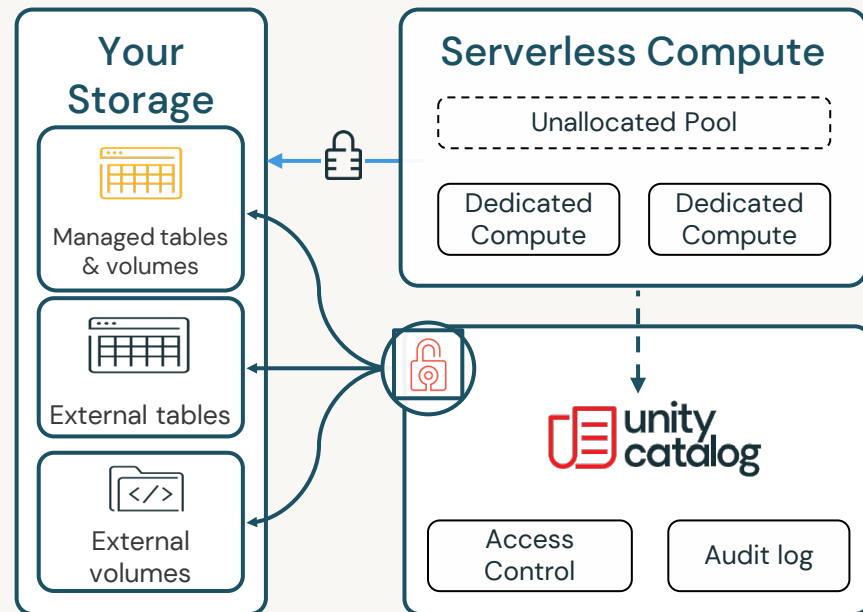 Your
Storage
Managed tables
& volumes
External tables
</>
External
volumes
Serverless Compute
Unallocated Pool
Dedicated
Compute
Dedicated
Compute
unity
catalog
Access
Control
Audit log